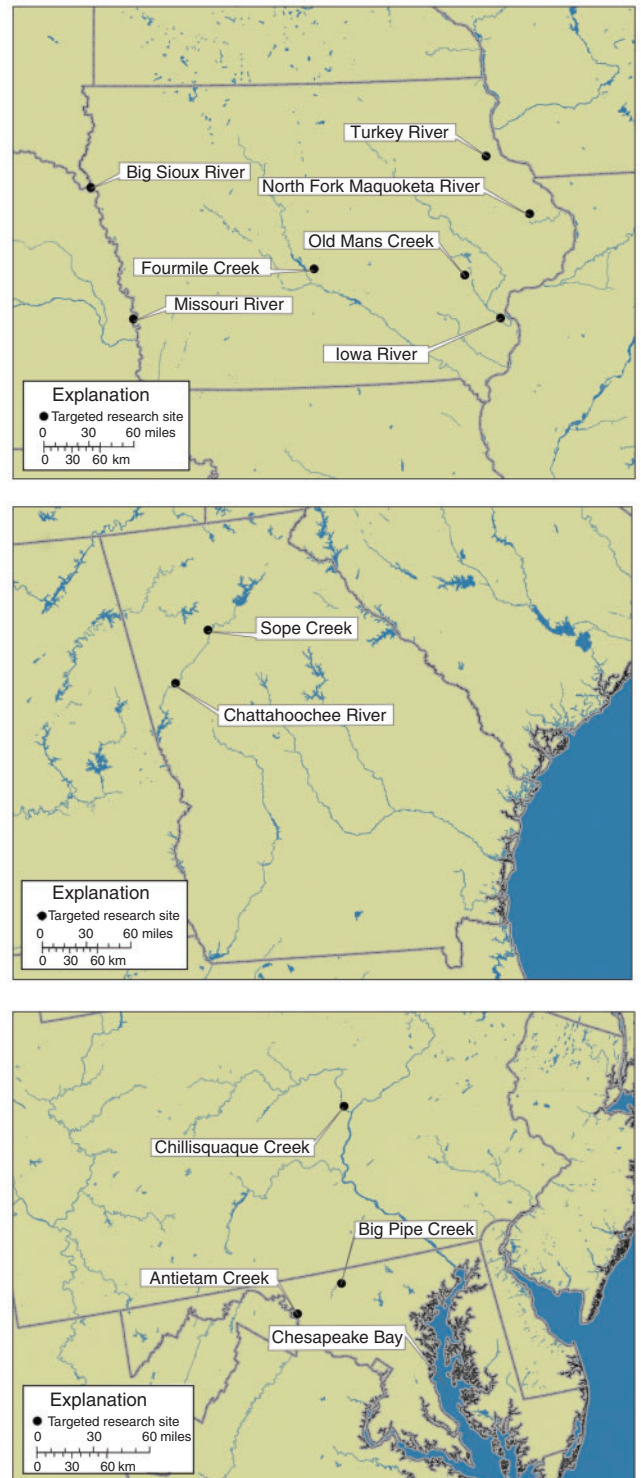 Turkey River
Big Sioux River
North Fork Maquoketa River
Old Mans Creek
Fourmile Creek
Missouri River
Iowa River
Explanation
Targeted research site
0 30 60 miles
0 30 60 km
Sope Creek
Chattahoochee River
Explanation
Targeted research site
0 30 60 miles
0 30 60 km
Chillisquaque Creek
Big Pipe Creek
Antietam Creek
Chesapeake Bay
Explanation
Targeted research site
0 30 60 miles
0 30 60 km